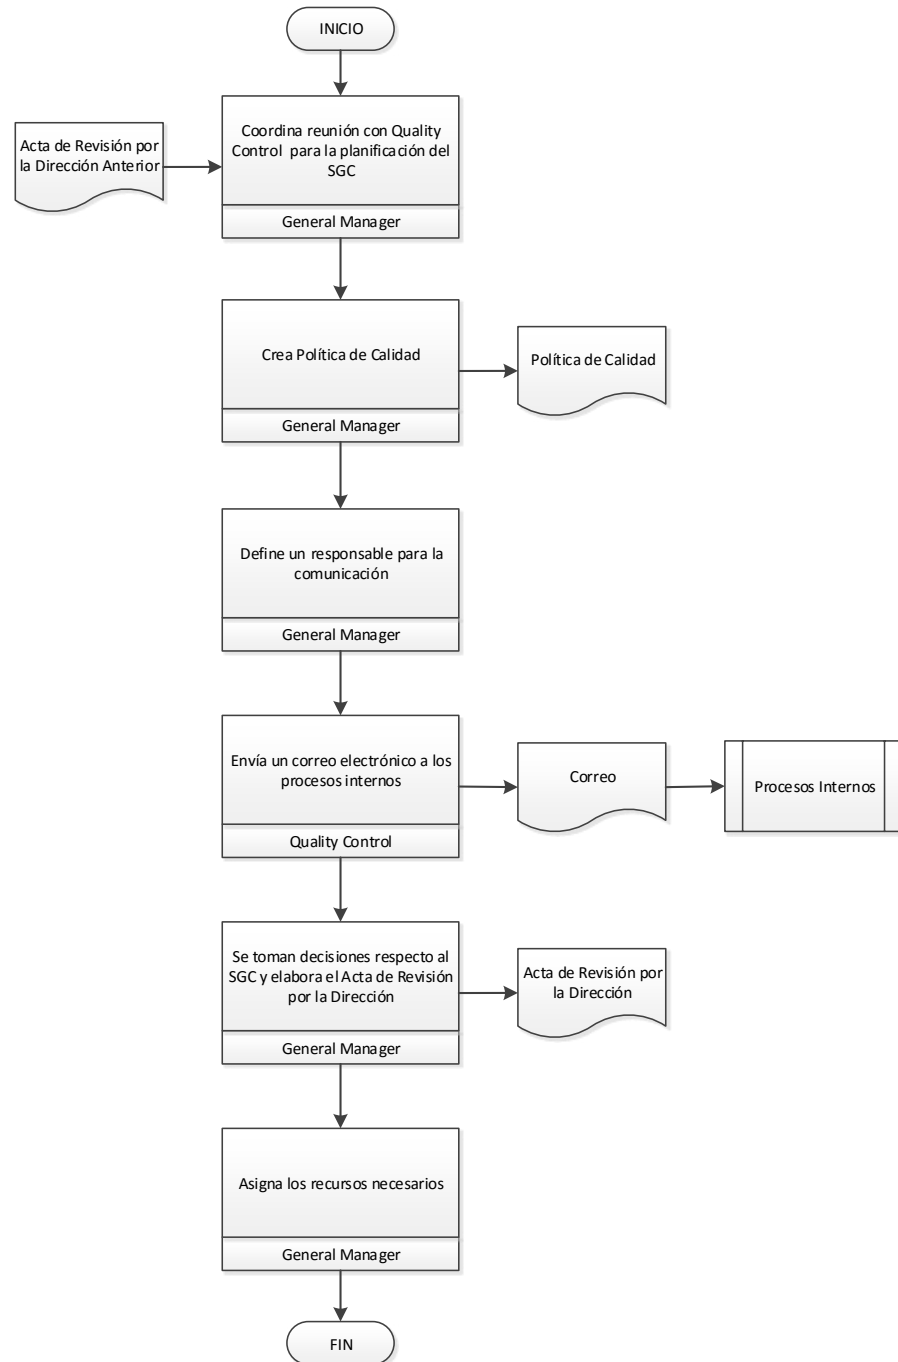 INICIO
Acta de Revisión por
la Dirección Anterior
Coordina reunión con Quality
Control para la planificación del
SGC
General Manager
Crea Política de Calidad
General Manager
Política de Calidad
Define un responsable para la
comunicación
General Manager
Envía un correo electrónico a los
procesos internos
Quality Control
Correo
Procesos Internos
Se toman decisiones respecto al
SGC y elabora el Acta de Revisión
por la Dirección
General Manager
Acta de Revisión por
la Dirección
Asigna los recursos necesarios
General Manager
FIN